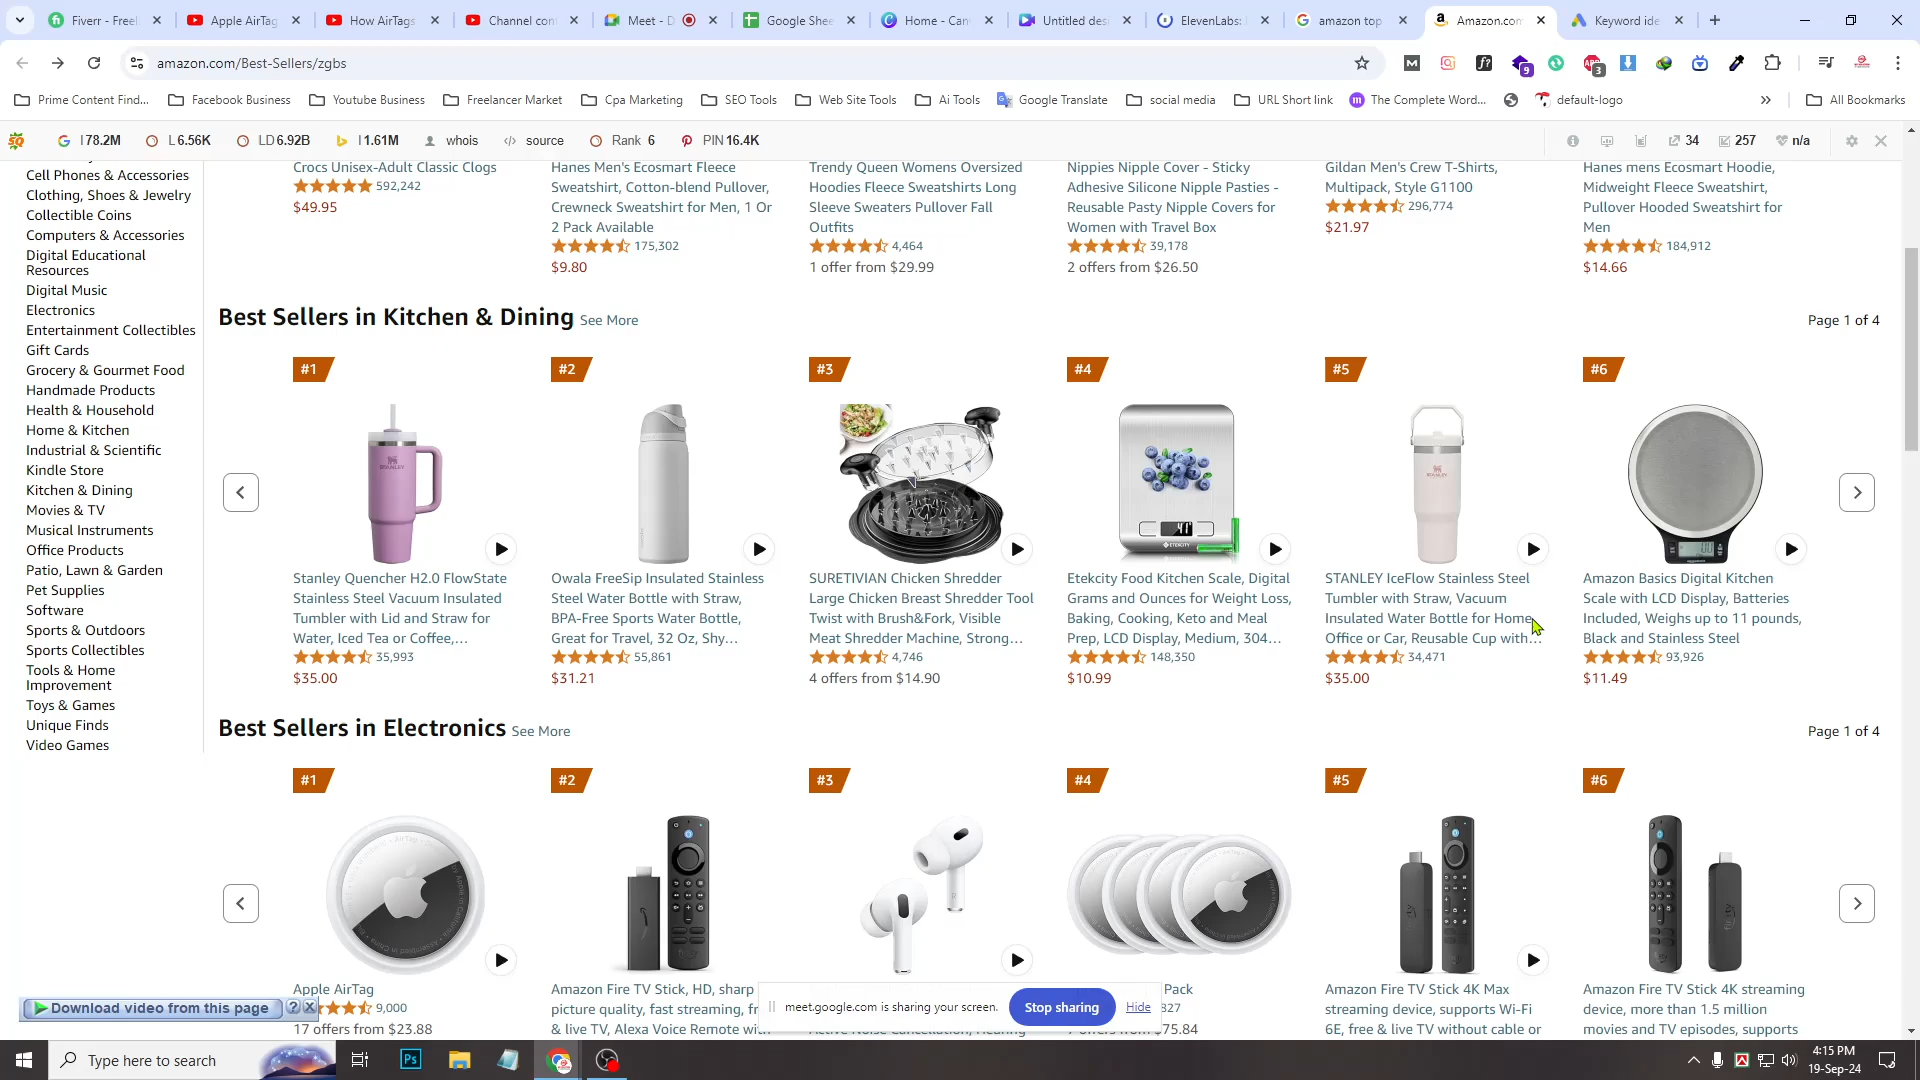 Fiverr - Freel
Apple AirTag
How AirTags
Channel con
Meet - D
Google Shee
Home - Can
Untitled desi
ElevenLabs:
amazon top
Amazon.com
Keyword ide
amazon.com/Best-Sellers/zgbs
Prime Content Find...
Facebook Business
Youtube Business
Freelancer Market
Cpa Marketing
SEO Tools
Web Site Tools
Ai Tools
Google Translate
social media
URL Short link
The Complete Word...
default-logo
All Bookmarks
I 78.2M
L 6.56K
LD 6.92B
I 1.61M
whois
source
Rank 6
PIN 16.4K
34
257
n/a
Cell Phones & Accessories
Clothing, Shoes & Jewelry
Collectible Coins
Computers & Accessories
Digital Educational
Resources
Digital Music
Electronics
Entertainment Collectibles
Gift Cards
Grocery & Gourmet Food
Handmade Products
Health & Household
Home & Kitchen
Industrial & Scientific
Kindle Store
Kitchen & Dining
Movies & TV
Musical Instruments
Office Products
Patio, Lawn & Garden
Pet Supplies
Software
Sports & Outdoors
Sports Collectibles
Tools & Home
Improvement
Toys & Games
Unique Finds
Video Games
Crocs Unisex-Adult Classic Clogs
592,242
$49.95
Hanes Men's Ecosmart Fleece
Sweatshirt, Cotton-blend Pullover,
Crewneck Sweatshirt for Men, 1 Or
2 Pack Available
175,302
$9.80
Trendy Queen Womens Oversized
Hoodies Fleece Sweatshirts Long
Sleeve Sweaters Pullover Fall
Outfits
4,464
1 offer from $29.99
Nippies Nipple Cover - Sticky
Adhesive Silicone Nipple Pasties -
Reusable Pasty Nipple Covers for
Women with Travel Box
39,178
2 offers from $26.50
Gildan Men's Crew T-Shirts,
Multipack, Style G1100
296,774
$21.97
Hanes mens Ecosmart Hoodie,
Midweight Fleece Sweatshirt,
Pullover Hooded Sweatshirt for
Men
184,912
$14.66
Best Sellers in Kitchen & Dining See More
Page 1 of 4
#1
#2
#3
#4
#5
#6
Stanley Quencher H2.0 FlowState
Stainless Steel Vacuum Insulated
Tumbler with Lid and Straw for
Water, Iced Tea or Coffee,...
35,993
$35.00
Owala FreeSip Insulated Stainless
Steel Water Bottle with Straw,
BPA-Free Sports Water Bottle,
Great for Travel, 32 Oz, Shy...
55,861
$31.21
SURETIVIAN Chicken Shredder
Large Chicken Breast Shredder Tool
Twist with Brush&Fork, Visible
Meat Shredder Machine, Strong...
4,746
4 offers from $14.90
Etekcity Food Kitchen Scale, Digital
Grams and Ounces for Weight Loss,
Baking, Cooking, Keto and Meal
Prep, LCD Display, Medium, 304...
148,350
$10.99
STANLEY IceFlow Stainless Steel
Tumbler with Straw, Vacuum
Insulated Water Bottle for Home,
Office or Car, Reusable Cup with...
34,471
$35.00
Amazon Basics Digital Kitchen
Scale with LCD Display, Batteries
Included, Weighs up to 11 pounds,
Black and Stainless Steel
93,926
$11.49
Best Sellers in Electronics See More
Page 1 of 4
#1
#2
#3
#4
#5
#6
Apple AirTag
9,000
17 offers from $23.88
Amazon Fire TV Stick, HD, sharp
picture quality, fast streaming, fr
& live TV, Alexa Voice Remote with
Pack
827
$75.84
Amazon Fire TV Stick 4K Max
streaming device, supports Wi-Fi
6E, free & live TV without cable or
Amazon Fire TV Stick 4K streaming
device, more than 1.5 million
movies and TV episodes, supports
Download video from this page
meet.google.com is sharing your screen.
Stop sharing
Hide
Type here to search
4:15 PM
19-Sep-24